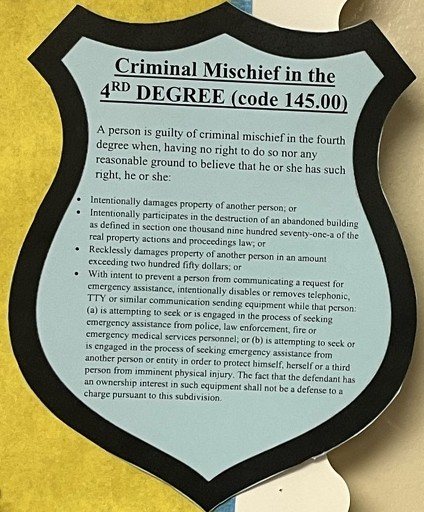 Criminal Mischief in the
4RD DEGREE (code 145.00)
A person is guilty of criminal mischief in the fourth
degree when, having no right to do so nor any
reasonable ground to believe that he or she has such
right, he or she:
• Intentionally damages property of another person; or
• Intentionally participates in the destruction of an abandoned building
as defined in section one thousand nine hundred seventy-one-a of the
real property actions and proceedings law; or
• Recklessly damages property of another person in an amount
exceeding two hundred fifty dollars; or
• With intent to prevent a person from communicating a request for
emergency assistance, intentionally disables or removes telephonic,
TTY or similar communication sending equipment while that person:
(a) is attempting to seek or is engaged in the process of seeking
emergency assistance from police, law enforcement, fire or
emergency medical services personnel; or (b) is attempting to seek or
is engaged in the process of seeking emergency assistance from
another person or entity in order to protect himself, herself or a third
person from imminent physical injury. The fact that the defendant has
an ownership interest in such equipment shall not be a defense to a
charge pursuant to this subdivision.